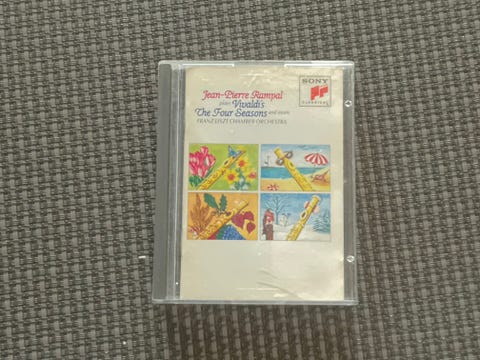 SONY
CLASSICAL
Jean-Pierre Rampal
plays Vivaldi's
The Four Seasons and more
FRANZ LISZT CHAMBER ORCHESTRA